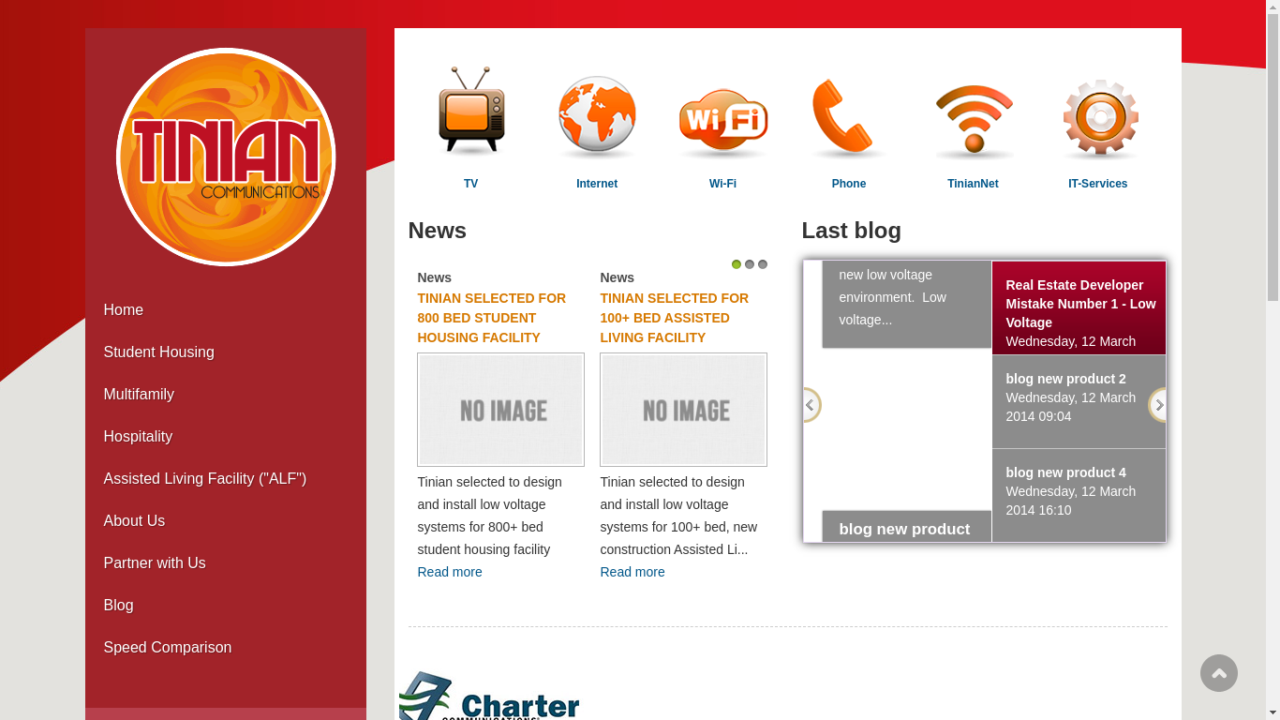 TINIAN
COMMUNICATIONS
Home
Student Housing
Multifamily
Hospitality
Assisted Living Facility ("ALF")
About Us
Partner with Us
Blog
Speed Comparison
Wi Fi
TV
Internet
Wi-Fi
Phone
TinianNet
IT-Services
News
News
TINIAN SELECTED FOR
800 BED STUDENT
HOUSING FACILITY
NO IMAGE
Tinian selected to design
and install low voltage
systems for 800+ bed
student housing facility
Read more
News
TINIAN SELECTED FOR
100+ BED ASSISTED
LIVING FACILITY
NO IMAGE
Tinian selected to design
and install low voltage
systems for 100+ bed, new
construction Assisted Li...
Read more
Last blog
new low voltage
environment.  Low
voltage...
blog new product
Real Estate Developer
Mistake Number 1 - Low
Voltage
Wednesday, 12 March
blog new product 2
Wednesday, 12 March
2014 09:04
blog new product 4
Wednesday, 12 March
2014 16:10
Charter
COMMUNICATIONS